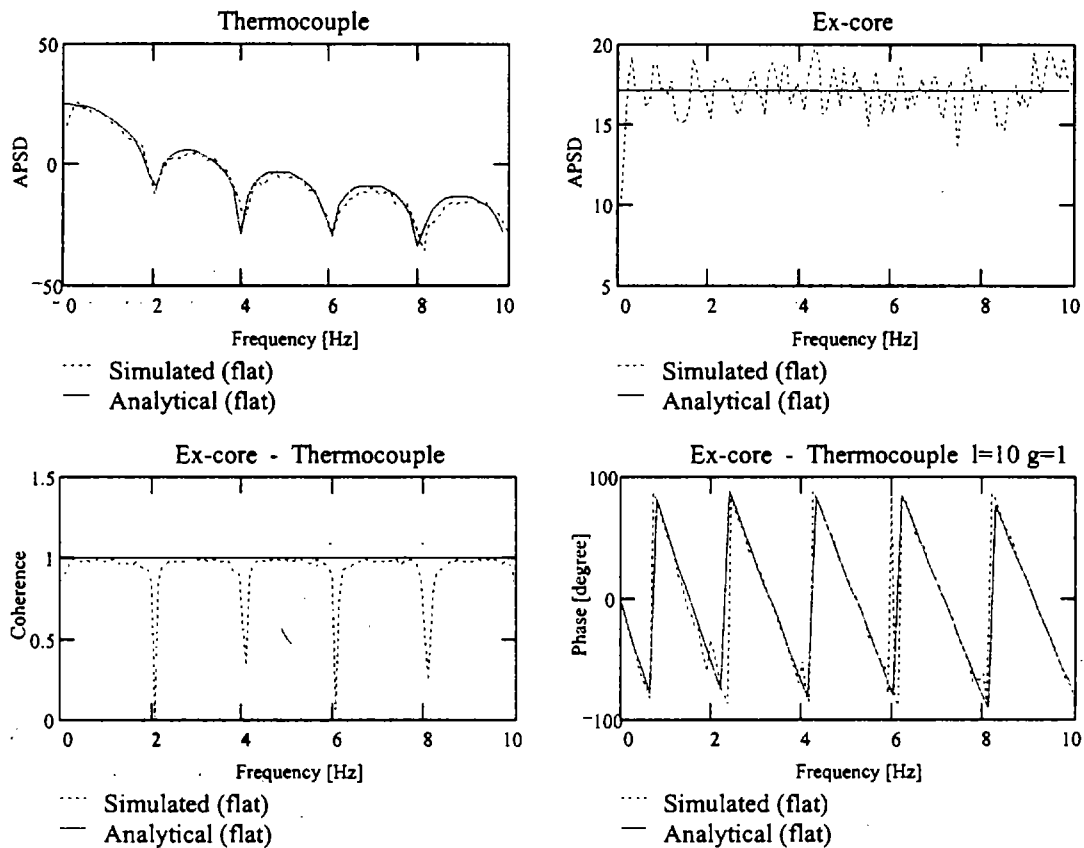 Thermocouple
50
0
−50
APSD
0 2 4 6 8 10
Frequency [Hz]
Simulated (flat)
Analytical (flat)
Ex-core
20
15
10
5
APSD
0 2 4 6 8 10
Frequency [Hz]
Simulated (flat)
Analytical (flat)
Ex-core - Thermocouple
1.5
1
0.5
0
Coherence
0 2 4 6 8 10
Frequency [Hz]
Simulated (flat)
Analytical (flat)
Ex-core - Thermocouple l=10 g=1
100
0
−100
Phase [degree]
0 2 4 6 8 10
Frequency [Hz]
Simulated (flat)
Analytical (flat)